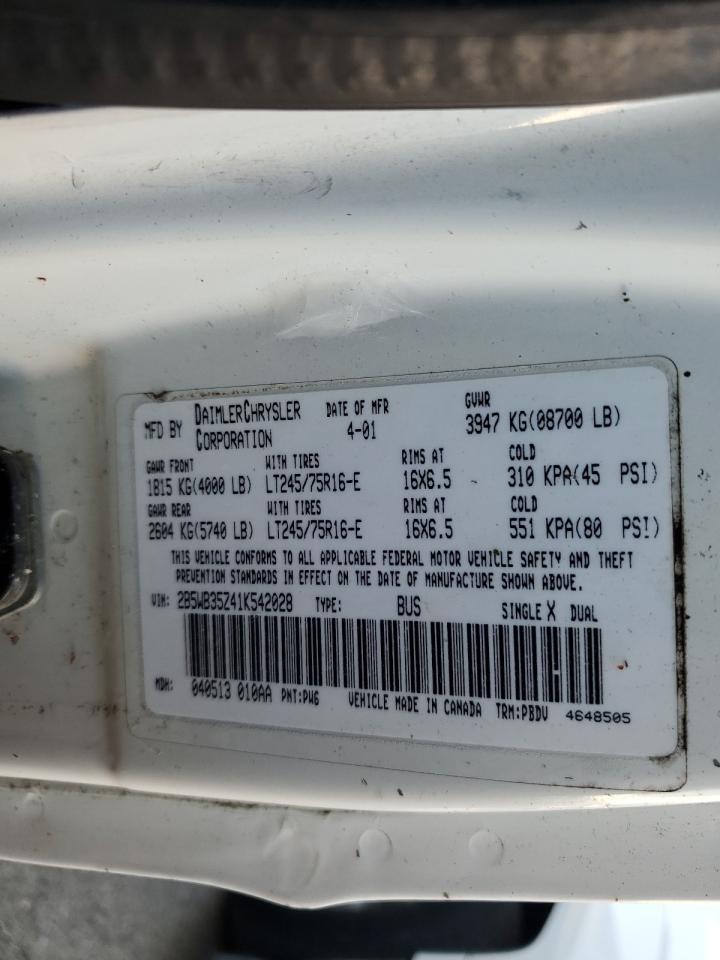 MFD BY DAIMLERCHRYSLER CORPORATION DATE OF MFR 4-01 GVWR 3947 KG(08700 LB)
GAWR FRONT WITH TIRES RIMS AT COLD
1815 KG(4000 LB) LT245/75R16-E 16X6.5 310 KPA(45 PSI)
GAWR REAR WITH TIRES RIMS AT COLD
2604 KG(5740 LB) LT245/75R16-E 16X6.5 551 KPA(80 PSI)
THIS VEHICLE CONFORMS TO ALL APPLICABLE FEDERAL MOTOR VEHICLE SAFETY AND THEFT
PREVENTION STANDARDS IN EFFECT ON THE DATE OF MANUFACTURE SHOWN ABOVE.
VIN: 2B5WB35Z41K542028 TYPE: BUS SINGLE X DUAL
MDH: 040513 010AA PNT:PW6 VEHICLE MADE IN CANADA TRM:PBDV 4648505